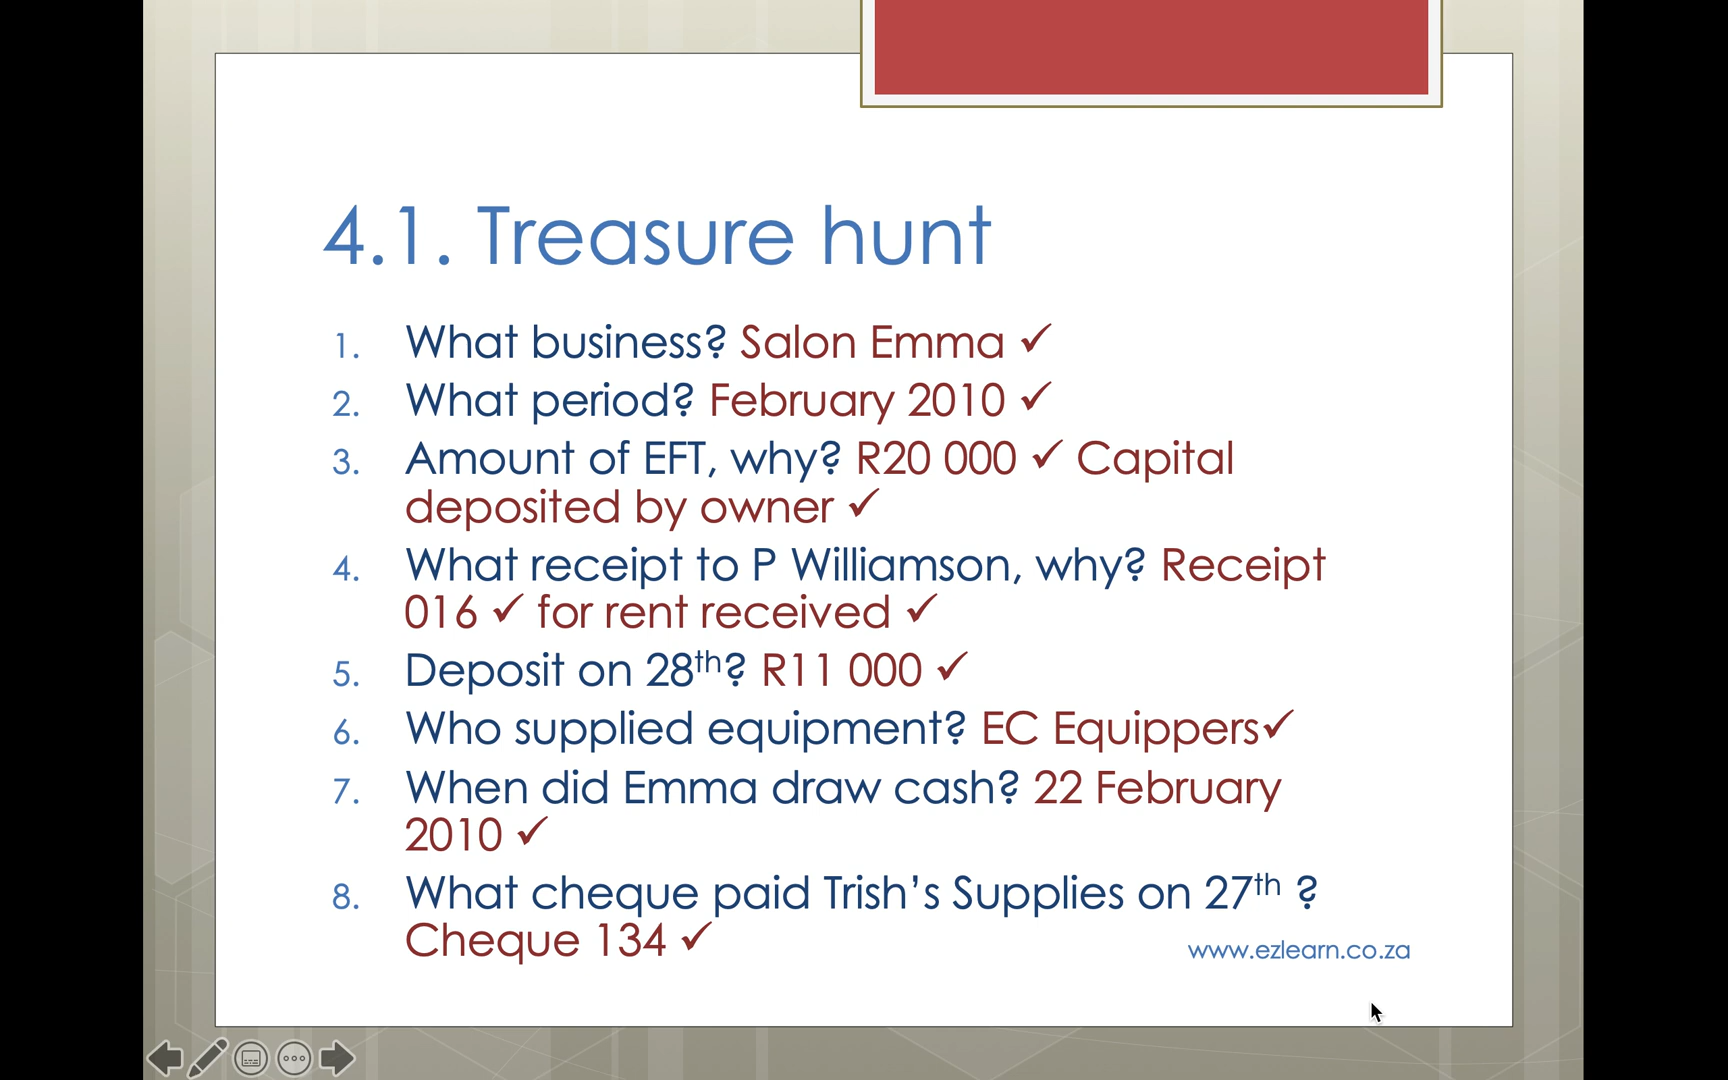 4.1. Treasure hunt
1. What business? Salon Emma ✓
2. What period? February 2010 ✓
3. Amount of EFT, why? R20 000 ✓ Capital
deposited by owner ✓
4. What receipt to P Williamson, why? Receipt
016 ✓ for rent received ✓
5. Deposit on 28th? R11 000 ✓
6. Who supplied equipment? EC Equippers✓
7. When did Emma draw cash? 22 February
2010 ✓
8. What cheque paid Trish’s Supplies on 27th ?
Cheque 134 ✓
www.ezlearn.co.za